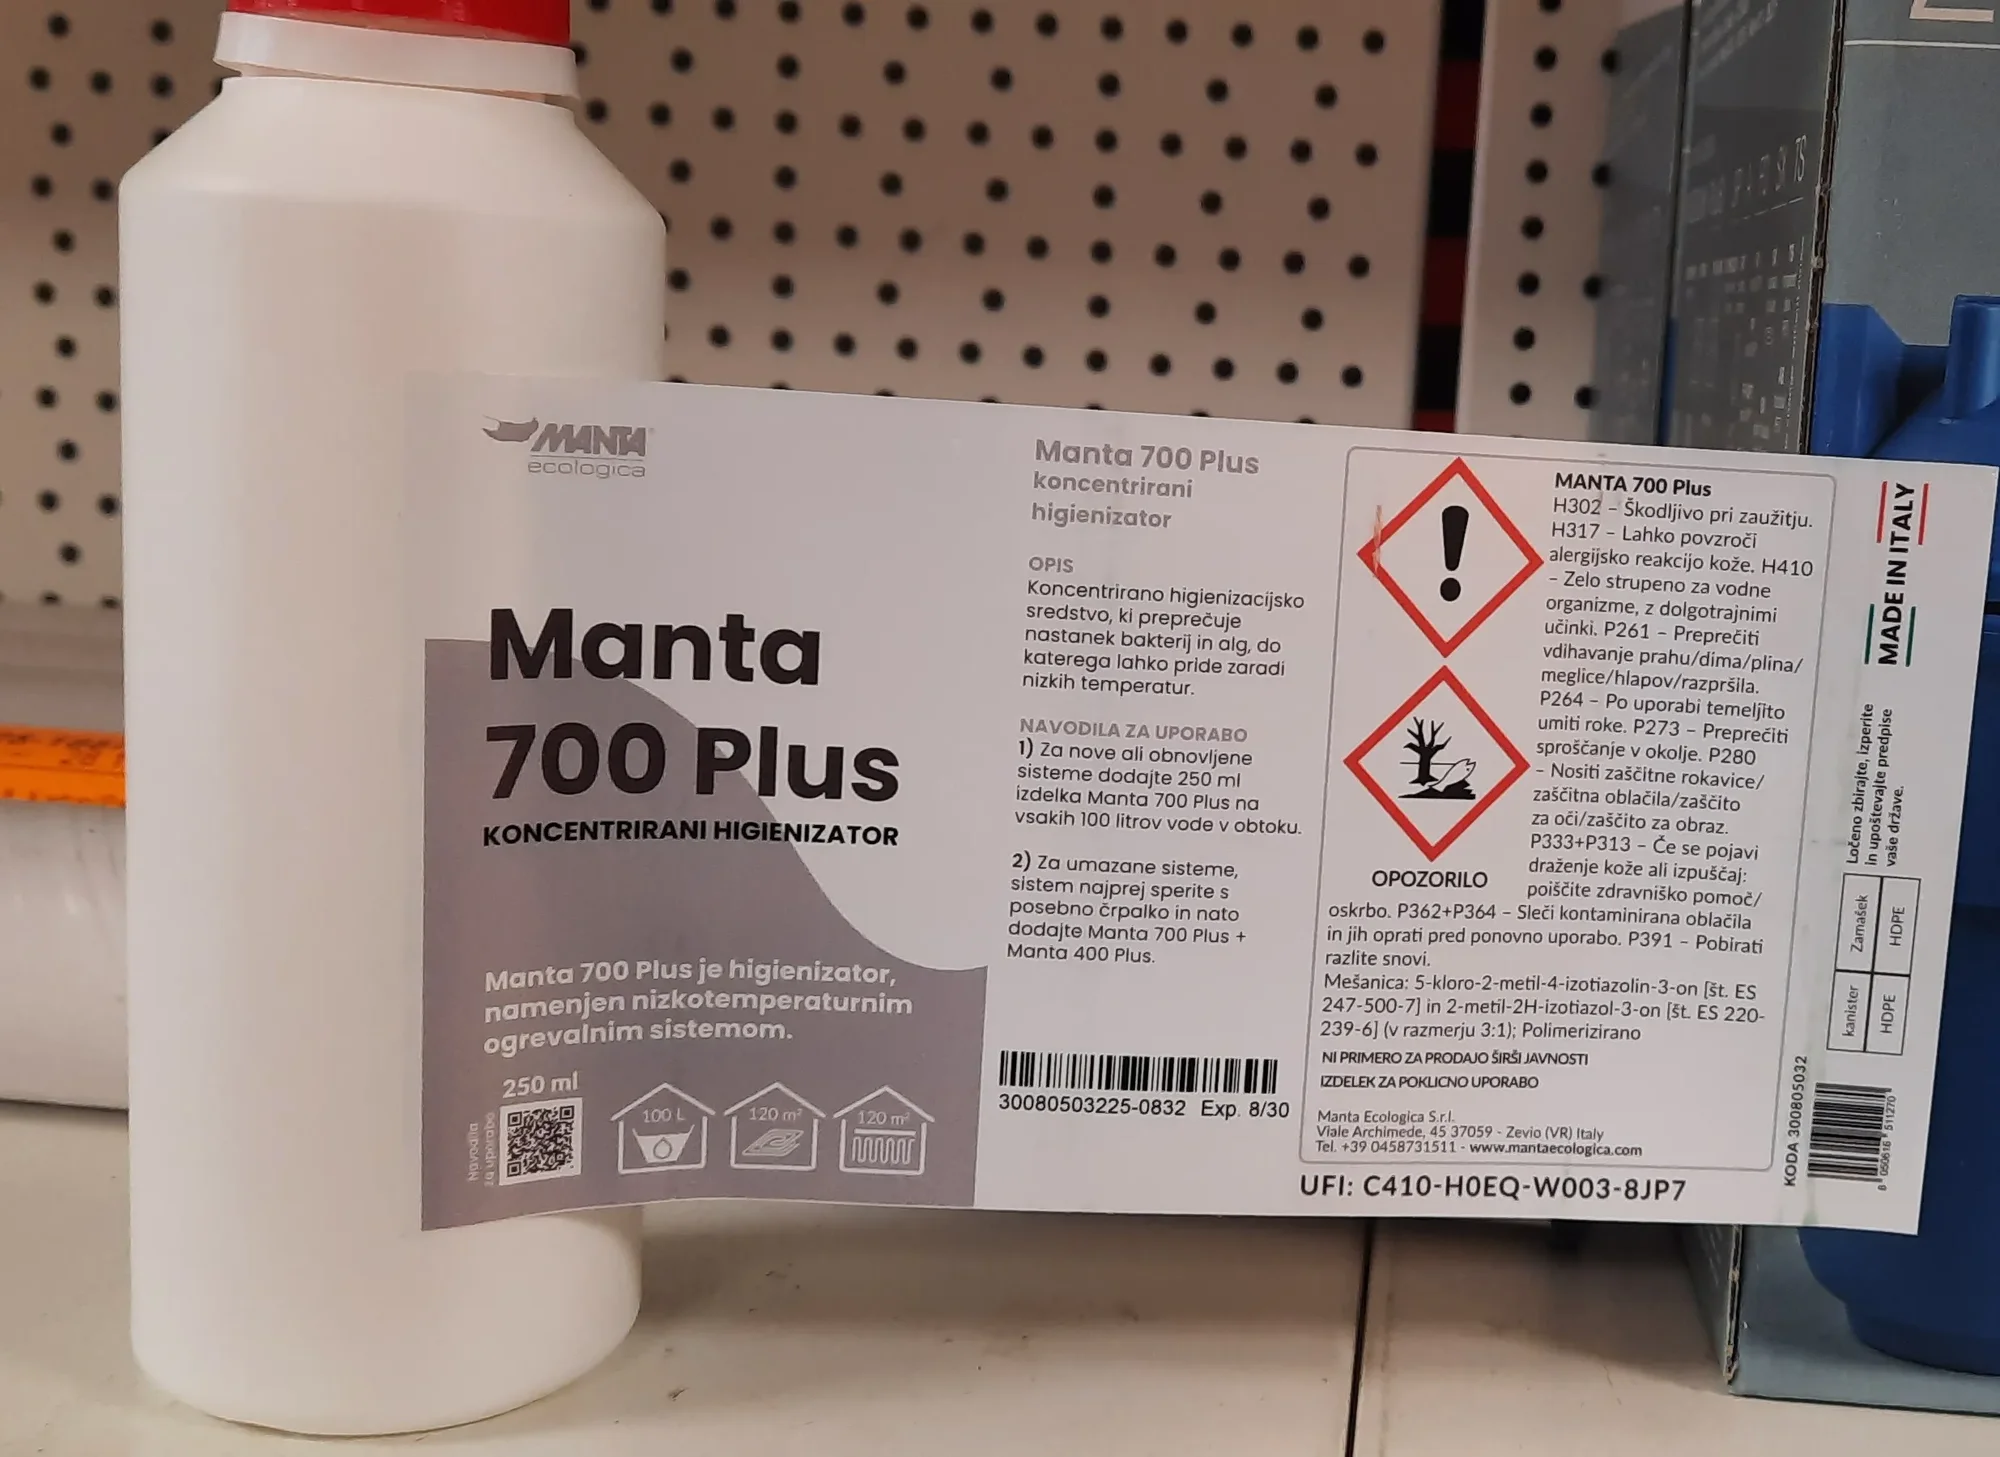 MANTA
ecologica
Manta
700 Plus
KONCENTRIRANI HIGIENIZATOR
Manta 700 Plus je higienizator,
namenjen nizkotemperaturnim
ogrevalnim sistemom.
250 ml
Navodila
za uporabo
100 L
120 m²
120 m²
Manta 700 Plus
koncentrirani
higienizator
OPIS
Koncentrirano higienizacijsko
sredstvo, ki preprečuje
nastanek bakterij in alg, do
katerega lahko pride zaradi
nizkih temperatur.
NAVODILA ZA UPORABO
1) Za nove ali obnovljene
sisteme dodajte 250 ml
izdelka Manta 700 Plus na
vsakih 100 litrov vode v obtoku.
2) Za umazane sisteme,
sistem najprej sperite s
posebno črpalko in nato
dodajte Manta 700 Plus +
Manta 400 Plus.
30080503225-0832 Exp. 8/30
OPOZORILO
MANTA 700 Plus
H302 – Škodljivo pri zaužitju.
H317 – Lahko povzroči
alergijsko reakcijo kože. H410
– Zelo strupeno za vodne
organizme, z dolgotrajnimi
učinki. P261 – Preprečiti
vdihavanje prahu/dima/plina/
meglice/hlapov/razpršila.
P264 – Po uporabi temeljito
umiti roke. P273 – Preprečiti
sproščanje v okolje. P280
– Nositi zaščitne rokavice/
zaščitna oblačila/zaščito
za oči/zaščito za obraz.
P333+P313 – Če se pojavi
draženje kože ali izpuščaj:
poiščite zdravniško pomoč/
oskrbo. P362+P364 – Sleči kontaminirana oblačila
in jih oprati pred ponovno uporabo. P391 – Pobirati
razlite snovi.
Mešanica: 5-kloro-2-metil-4-izotiazolin-3-on [št. ES
247-500-7] in 2-metil-2H-izotiazol-3-on [št. ES 220-
239-6] (v razmerju 3:1); Polimerizirano
NI PRIMERO ZA PRODAJO ŠIRŠI JAVNOSTI
IZDELEK ZA POKLICNO UPORABO
Manta Ecologica S.r.l.
Viale Archimede, 45 37059 - Zevio (VR) Italy
Tel. +39 0458731511 - www.mantaecologica.com
UFI: C410-H0EQ-W003-8JP7
MADE IN ITALY
Ločeno zbirajte, izperite
in upoštevajte predpise
vaše države.
kanister
Zamašek
HDPE
HDPE
KODA 300805032
8 050616 511270